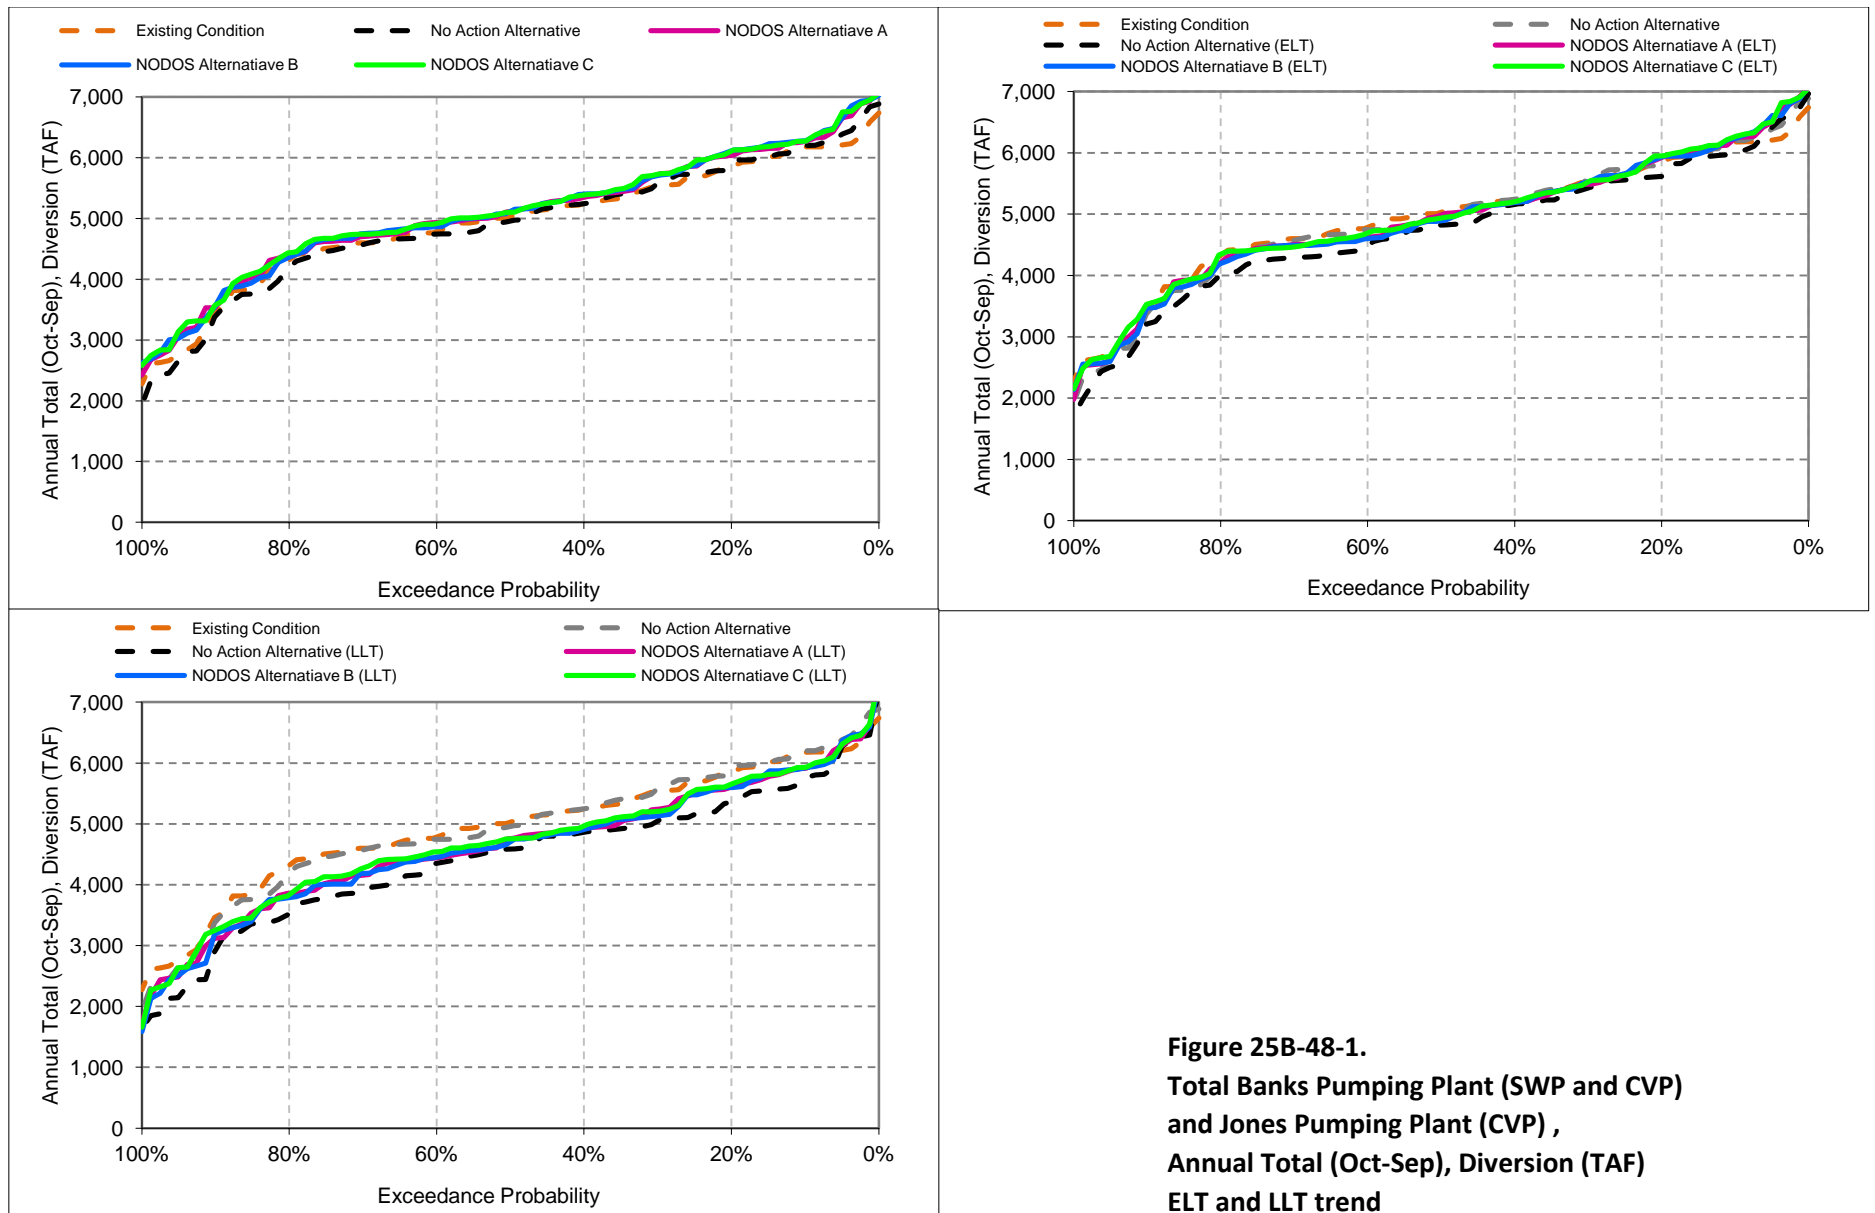 Existing Condition
No Action Alternative
NODOS Alternatiave A
NODOS Alternatiave B
NODOS Alternatiave C
Annual Total (Oct-Sep), Diversion (TAF)
7,000
6,000
5,000
4,000
3,000
2,000
1,000
0
100% 80% 60% 40% 20% 0%
Exceedance Probability
Existing Condition
No Action Alternative
No Action Alternative (ELT)
NODOS Alternatiave A (ELT)
NODOS Alternatiave B (ELT)
NODOS Alternatiave C (ELT)
Annual Total (Oct-Sep), Diversion (TAF)
7,000
6,000
5,000
4,000
3,000
2,000
1,000
0
100% 80% 60% 40% 20% 0%
Exceedance Probability
Existing Condition
No Action Alternative
No Action Alternative (LLT)
NODOS Alternatiave A (LLT)
NODOS Alternatiave B (LLT)
NODOS Alternatiave C (LLT)
Annual Total (Oct-Sep), Diversion (TAF)
7,000
6,000
5,000
4,000
3,000
2,000
1,000
0
100% 80% 60% 40% 20% 0%
Exceedance Probability
Figure 25B-48-1.
Total Banks Pumping Plant (SWP and CVP)
and Jones Pumping Plant (CVP) ,
Annual Total (Oct-Sep), Diversion (TAF)
ELT and LLT trend